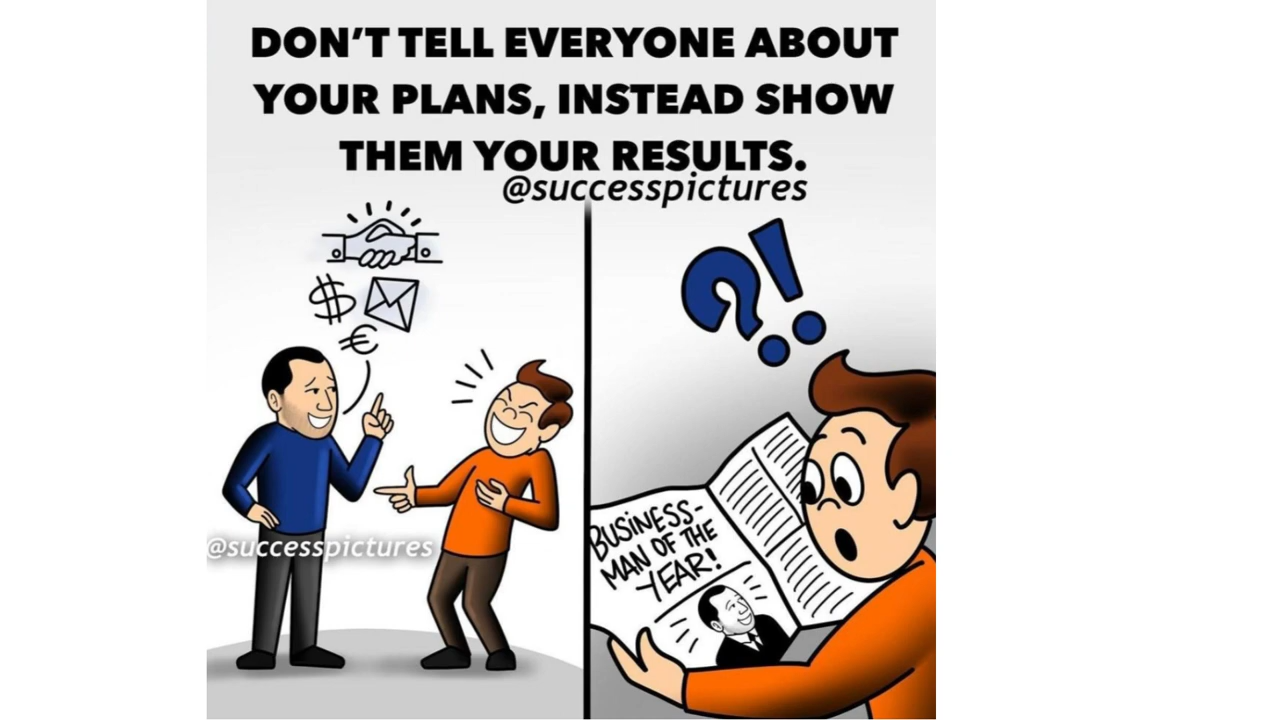 DON'T TELL EVERYONE ABOUT
YOUR PLANS, INSTEAD SHOW
THEM YOUR RESULTS.
@successpictures
$
€
?!
@successpictures
BUSINESS-
MAN OF THE
YEAR!